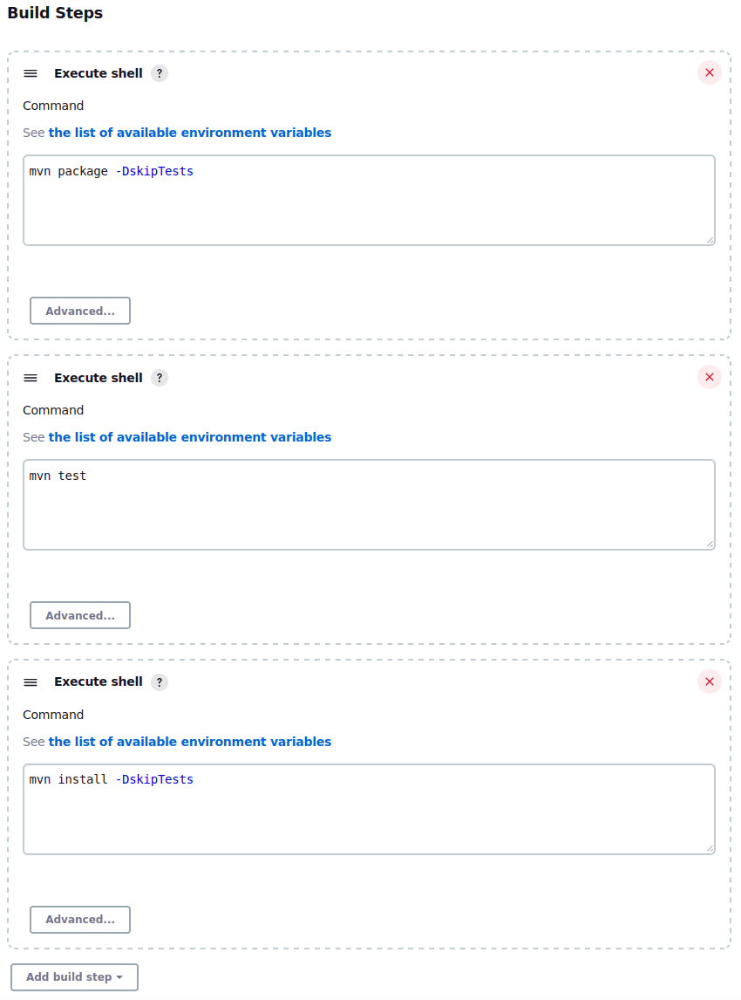 Build Steps
Execute shell ?
Command
See the list of available environment variables
mvn package -DskipTests
Advanced...
Execute shell ?
Command
See the list of available environment variables
mvn test
Advanced...
Execute shell ?
Command
See the list of available environment variables
mvn install -DskipTests
Advanced...
Add build step